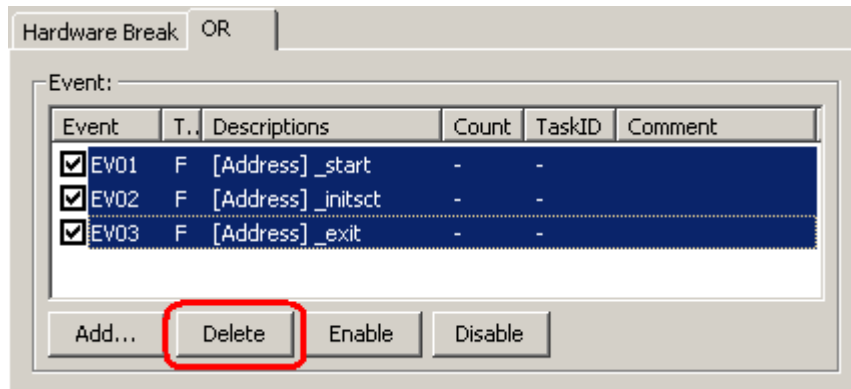 Hardware Break OR
Event:
Event T.. Descriptions Count TaskID Comment
EV01 F [Address] _start - -
EV02 F [Address] _initsct - -
EV03 F [Address] _exit - -
Add... Delete Enable Disable